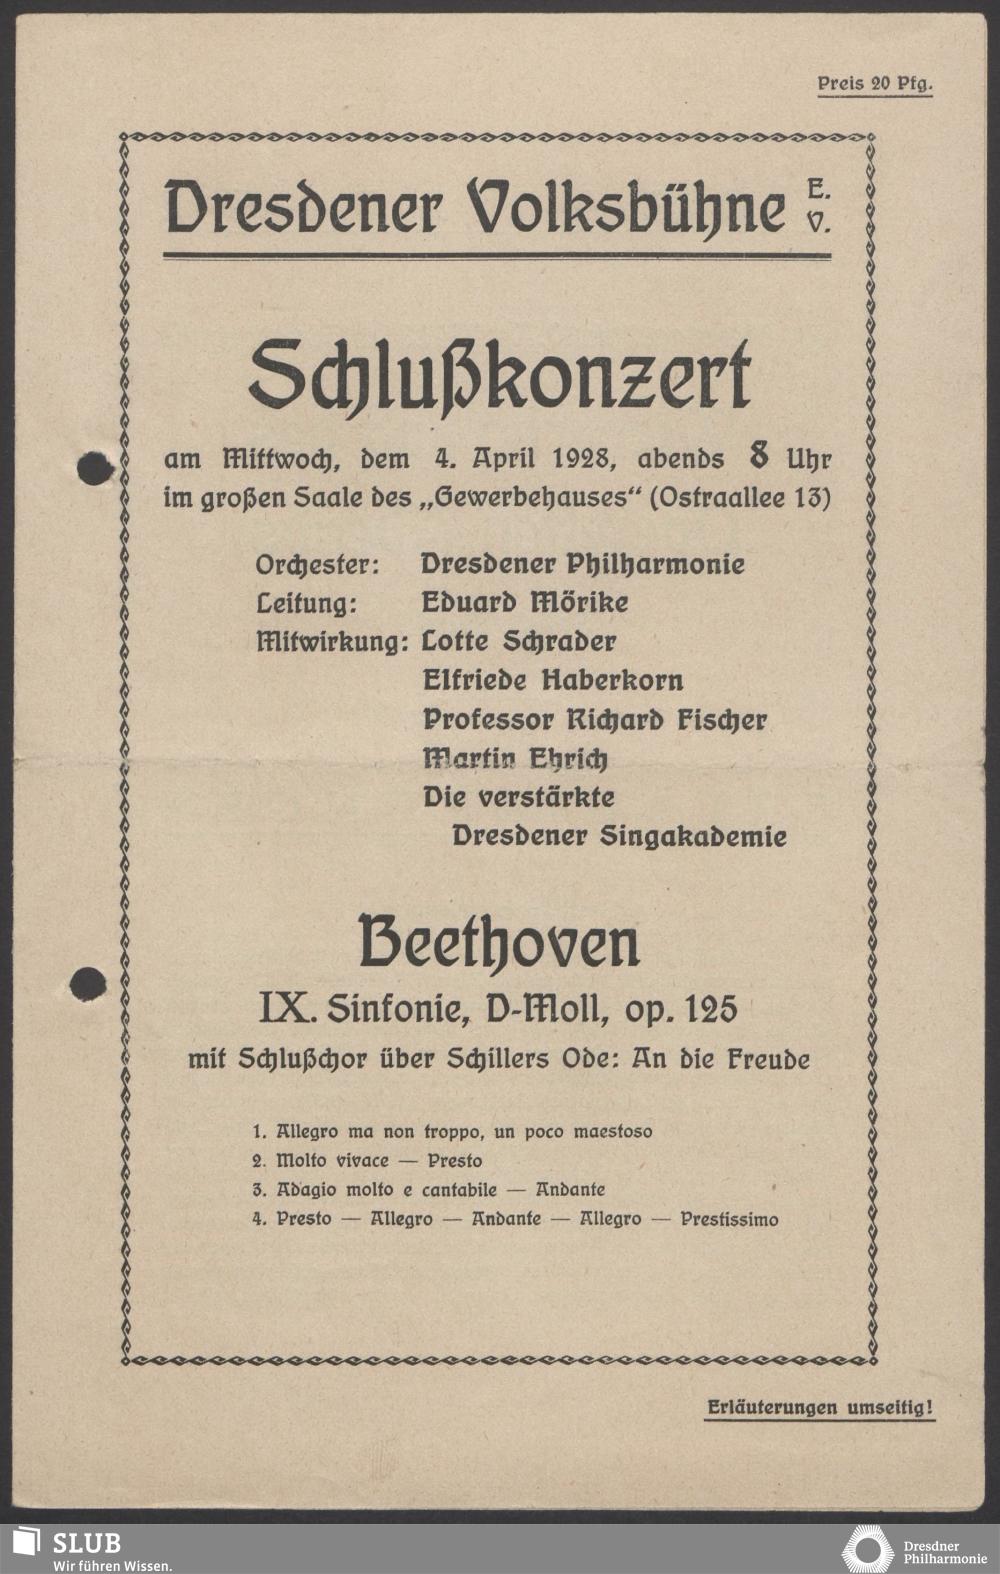 Preis 20 Pfg.
Dresdener Volksbühne E. V.
Schlußkonzert
am Mittwoch, dem 4. April 1928, abends 8 Uhr
im großen Saale des „Gewerbehauses“ (Ostraallee 13)
Orchester: Dresdener Philharmonie
Leitung: Eduard Mörike
Mitwirkung: Lotte Schrader
Elfriede Haberkorn
Professor Richard Fischer
Martin Ehrich
Die verstärkte
Dresdener Singakademie
Beethoven
IX. Sinfonie, D-Moll, op. 125
mit Schlußchor über Schillers Ode: An die Freude
1. Allegro ma non troppo, un poco maestoso
2. Molto vivace — Presto
3. Adagio molto e cantabile — Andante
4. Presto — Allegro — Andante — Allegro — Prestissimo
Erläuterungen umseitig!
SLUB
Wir führen Wissen.
Dresdner
Philharmonie